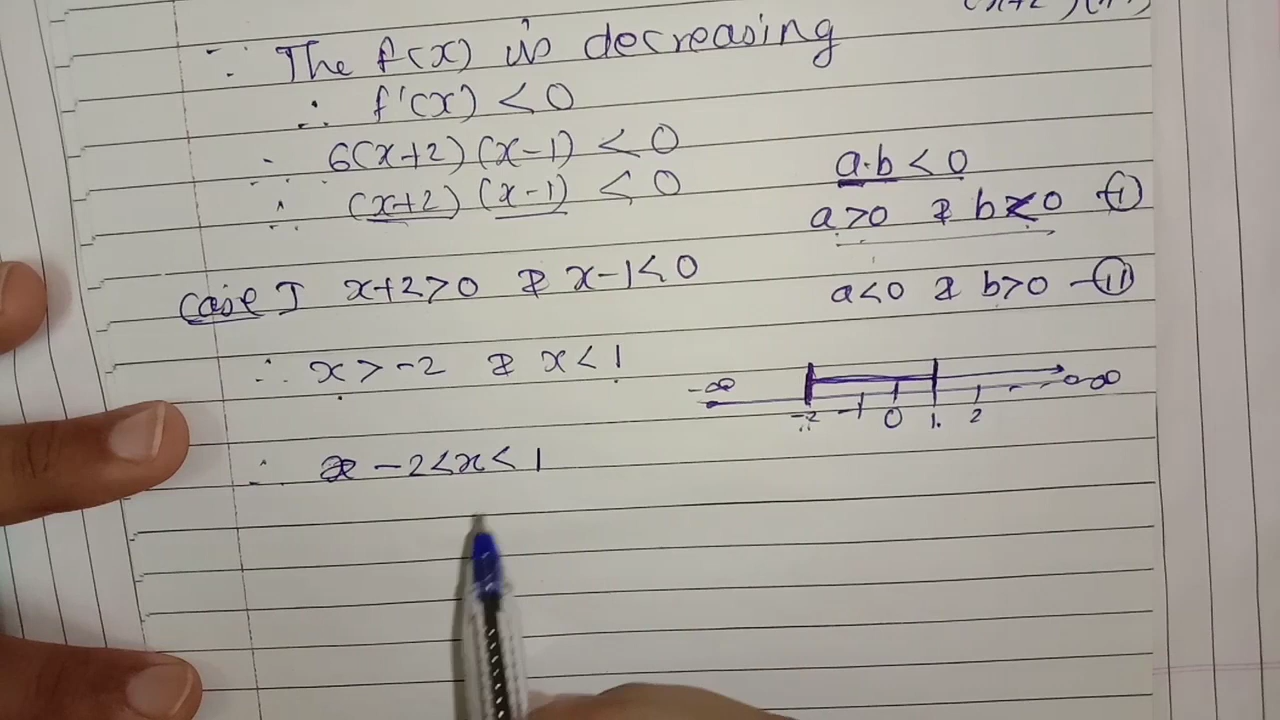 ∵ The f(x) is decreasing
∴ f'(x) < 0
∴ 6(x+2)(x-1) < 0
∴ (x+2)(x-1) < 0
a.b < 0
a>0 & b<0 - I
a<0 & b>0 - II
Case I x+2>0 & x-1<0
∴ x > -2 & x < 1
-∞ -2 -1 0 1 2 ∞
∴ -2<x<1